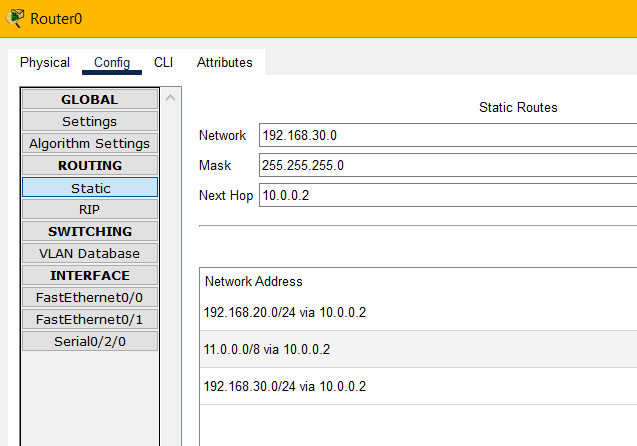 Router0
Physical Config CLI Attributes
GLOBAL
Settings
Algorithm Settings
ROUTING
Static
RIP
SWITCHING
VLAN Database
INTERFACE
FastEthernet0/0
FastEthernet0/1
Serial0/2/0
Static Routes
Network 192.168.30.0
Mask 255.255.255.0
Next Hop 10.0.0.2
Network Address
192.168.20.0/24 via 10.0.0.2
11.0.0.0/8 via 10.0.0.2
192.168.30.0/24 via 10.0.0.2